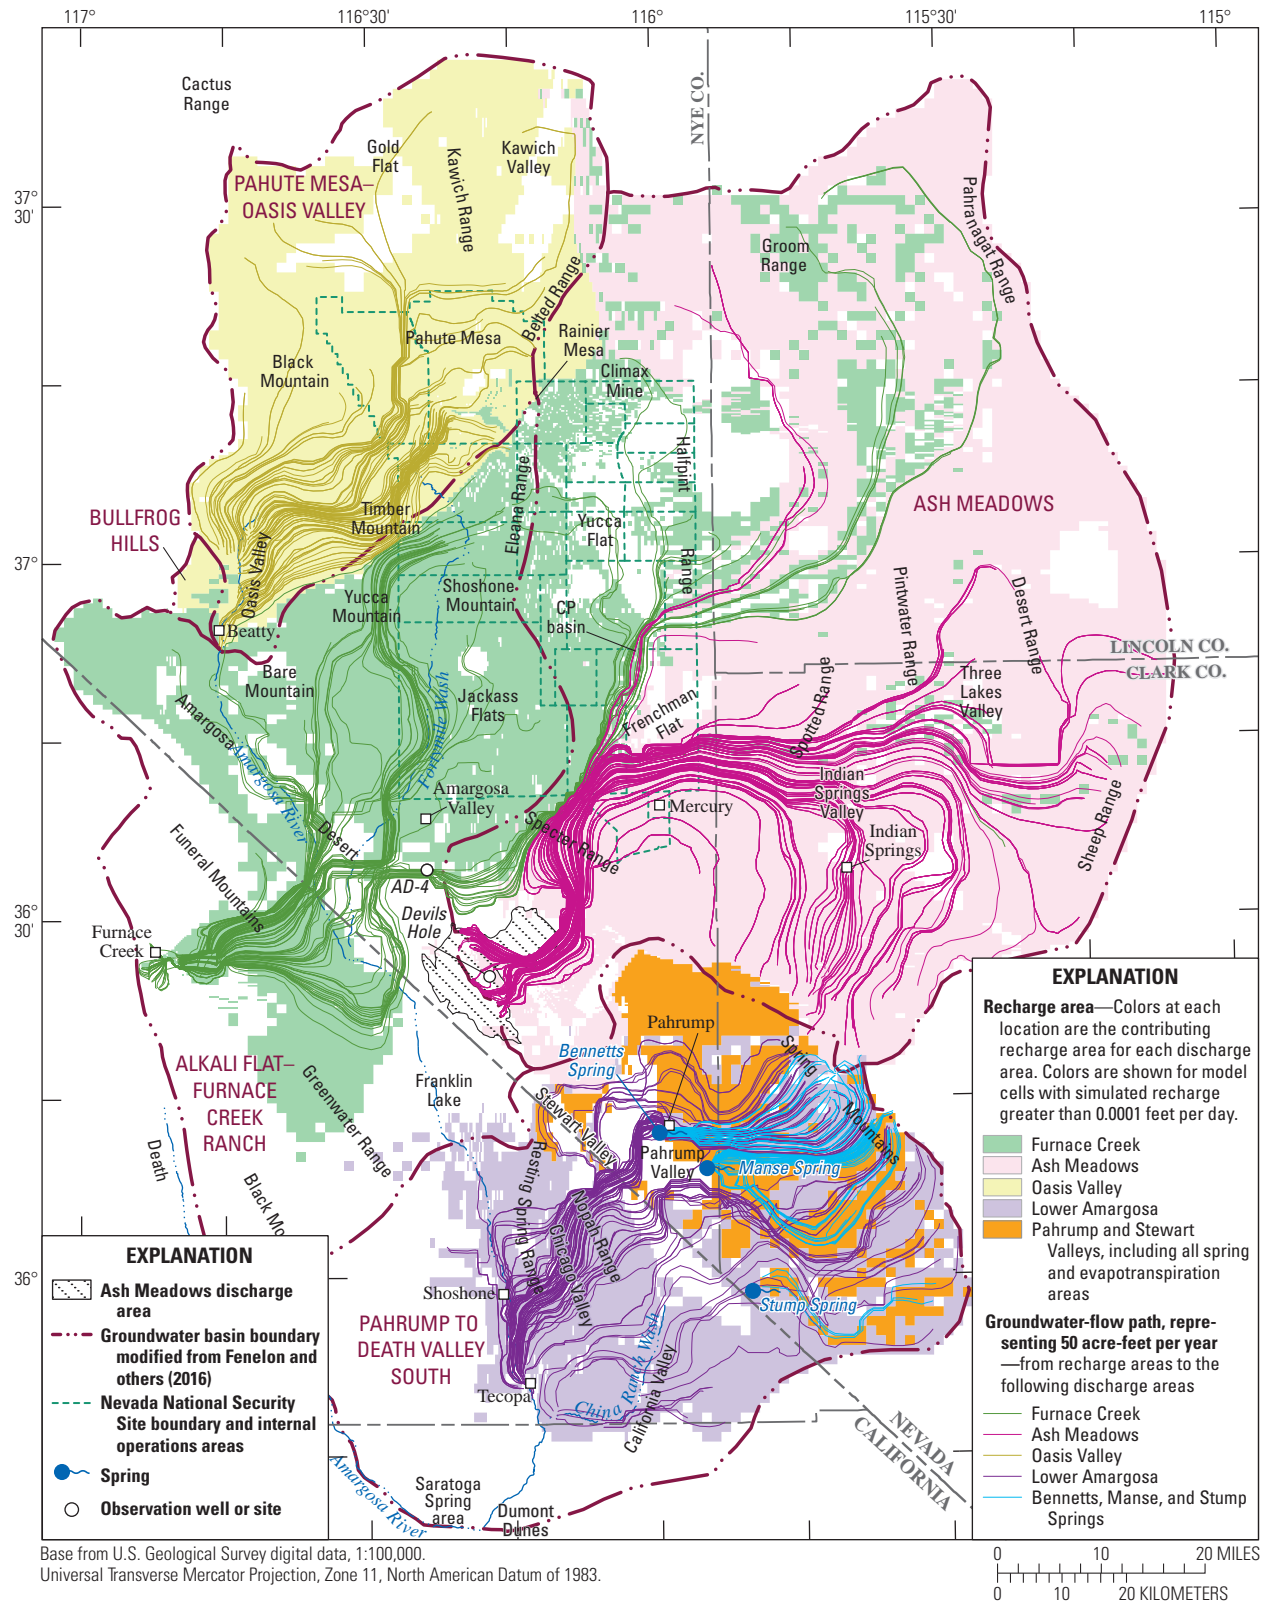 117°
116°30'
116°
115°30'
115°
Cactus
Range
NYE CO.
Gold
Flat
Kawich
Valley
Kawich Range
37°
30'
PAHUTE MESA–
OASIS VALLEY
Pahranagat Range
Groom
Range
Belted Range
Pahute Mesa
Rainier
Mesa
Black
Mountain
Climax
Mine
Halfpint
Range
Eleana Range
ASH MEADOWS
BULLFROG
HILLS
Timber
Mountain
Yucca
Flat
37°
Oasis Valley
Yucca
Mountain
Shoshone
Mountain
CP
basin
Pintwater Range
Desert Range
Beatty
LINCOLN CO.
CLARK CO.
Bare
Mountain
Jackass
Flats
Fortymile Wash
Frenchman
Flat
Spotted Range
Three
Lakes
Valley
Amargosa
Desert
Amargosa River
Indian
Springs
Valley
Amargosa
Valley
Mercury
Sheep Range
Specter Range
Indian
Springs
Funeral Mountains
AD-4
Devils
Hole
36°
30'
Furnace
Creek
Pahrump
Bennetts
Spring
Spring
Mountains
ALKALI FLAT–
FURNACE
CREEK
RANCH
Greenwater Range
Franklin
Lake
Stewart Valley
Death
Black Mo
Resting Spring Range
Pahrump
Valley
Manse Spring
Nopah Range
Chicago Valley
36°
Shoshone
Stump Spring
PAHRUMP TO
DEATH VALLEY
SOUTH
Tecopa
China Ranch Wash
California Valley
NEVADA
CALIFORNIA
Amargosa River
Saratoga
Spring
area
Dumont
Dunes
EXPLANATION
Ash Meadows discharge
area
Groundwater basin boundary
modified from Fenelon and
others (2016)
Nevada National Security
Site boundary and internal
operations areas
Spring
Observation well or site
EXPLANATION
Recharge area—Colors at each
location are the contributing
recharge area for each discharge
area. Colors are shown for model
cells with simulated recharge
greater than 0.0001 feet per day.
Furnace Creek
Ash Meadows
Oasis Valley
Lower Amargosa
Pahrump and Stewart
Valleys, including all spring
and evapotranspiration
areas
Groundwater-flow path, repre-
senting 50 acre-feet per year
—from recharge areas to the
following discharge areas
Furnace Creek
Ash Meadows
Oasis Valley
Lower Amargosa
Bennetts, Manse, and Stump
Springs
Base from U.S. Geological Survey digital data, 1:100,000.
Universal Transverse Mercator Projection, Zone 11, North American Datum of 1983.
0 10 20 MILES
0 10 20 KILOMETERS